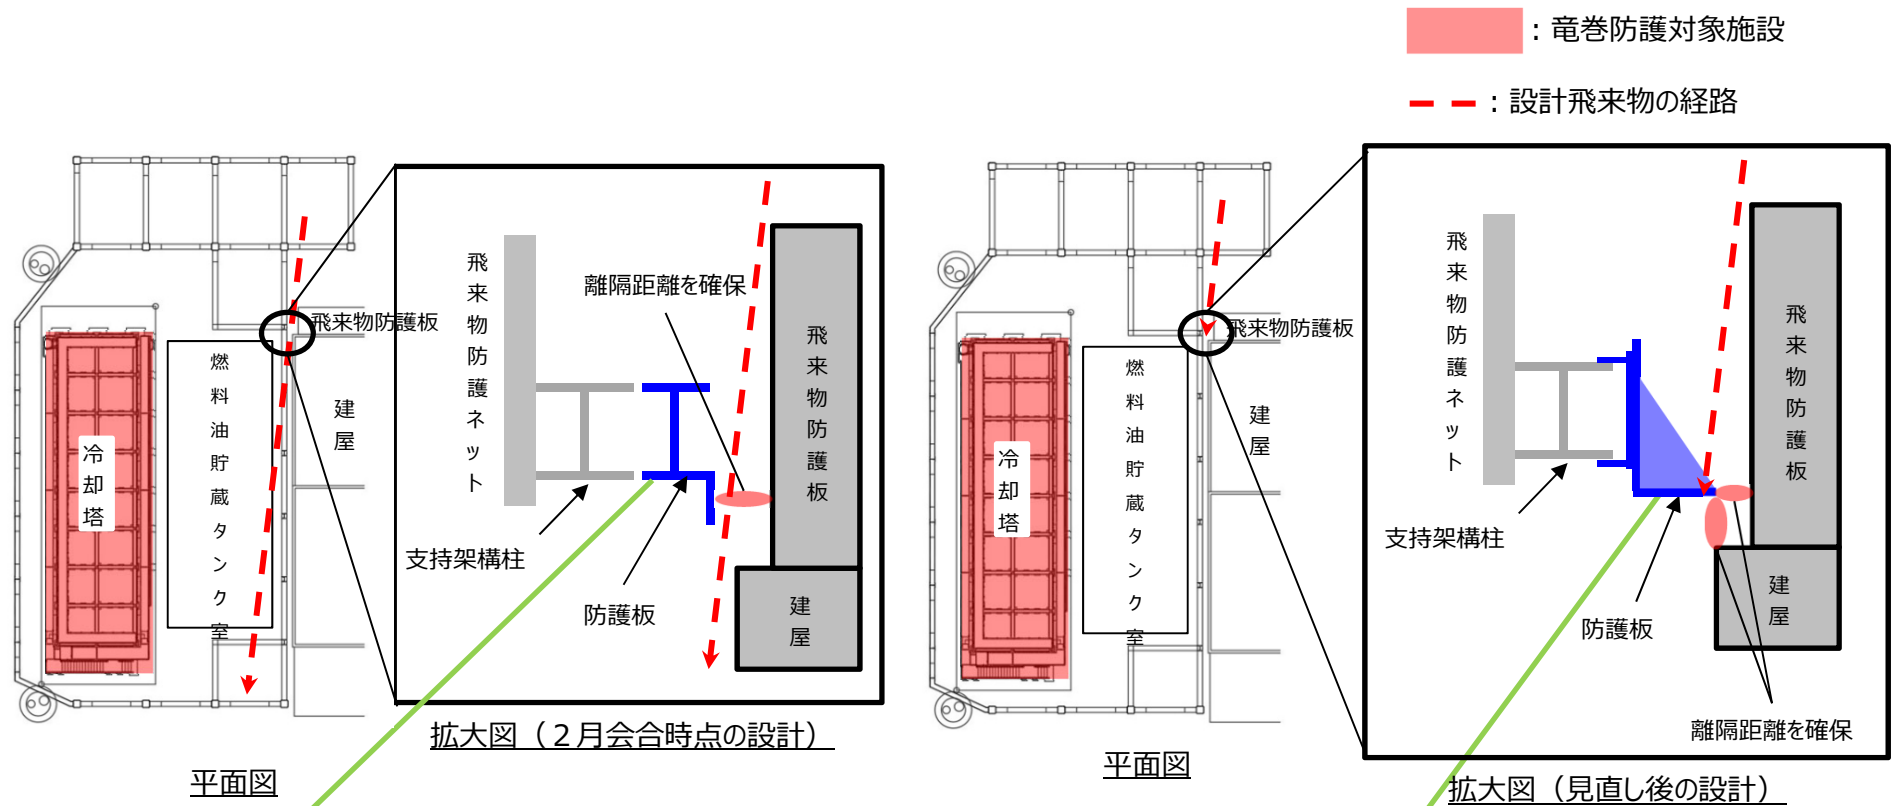 ：竜巻防護対象施設
：設計飛来物の経路
飛来物防護板
燃料油貯蔵タンク室
冷却塔
建屋
平面図
飛来物防護ネット
離隔距離を確保
飛来物防護板
支持架構柱
防護板
建屋
拡大図（２月会合時点の設計）
飛来物防護板
燃料油貯蔵タンク室
冷却塔
建屋
平面図
飛来物防護ネット
飛来物防護板
支持架構柱
防護板
建屋
離隔距離を確保
拡大図（見直し後の設計）